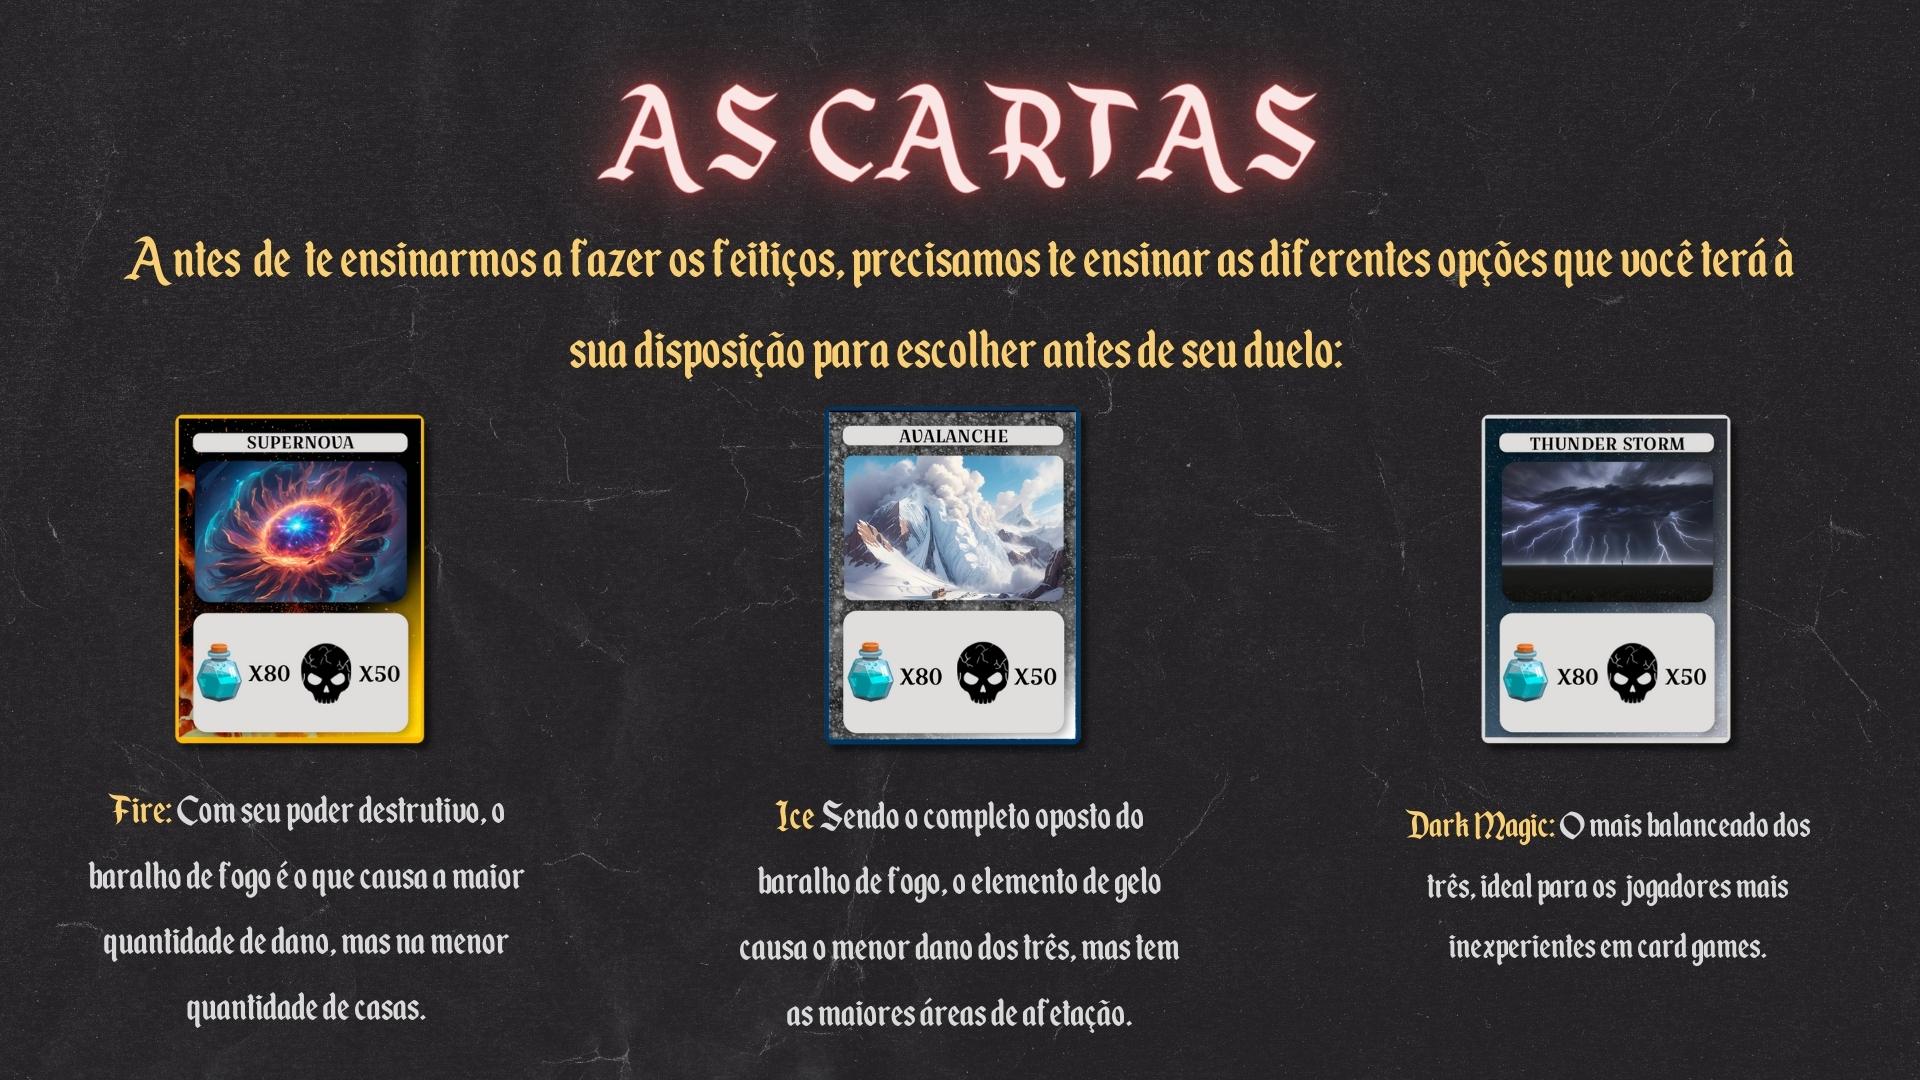 AS CARTAS
Antes de te ensinarmos a fazer os feitiços, precisamos te ensinar as diferentes opções que você terá à
sua disposição para escolher antes de seu duelo:
SUPERNOVA
X80 X50
AVALANCHE
X80 X50
THUNDER STORM
X80 X50
Fire: Com seu poder destrutivo, o
baralho de fogo é o que causa a maior
quantidade de dano, mas na menor
quantidade de casas.
Ice Sendo o completo oposto do
baralho de fogo, o elemento de gelo
causa o menor dano dos três, mas tem
as maiores áreas de afetação.
Dark Magic: O mais balanceado dos
três, ideal para os jogadores mais
inexperientes em card games.